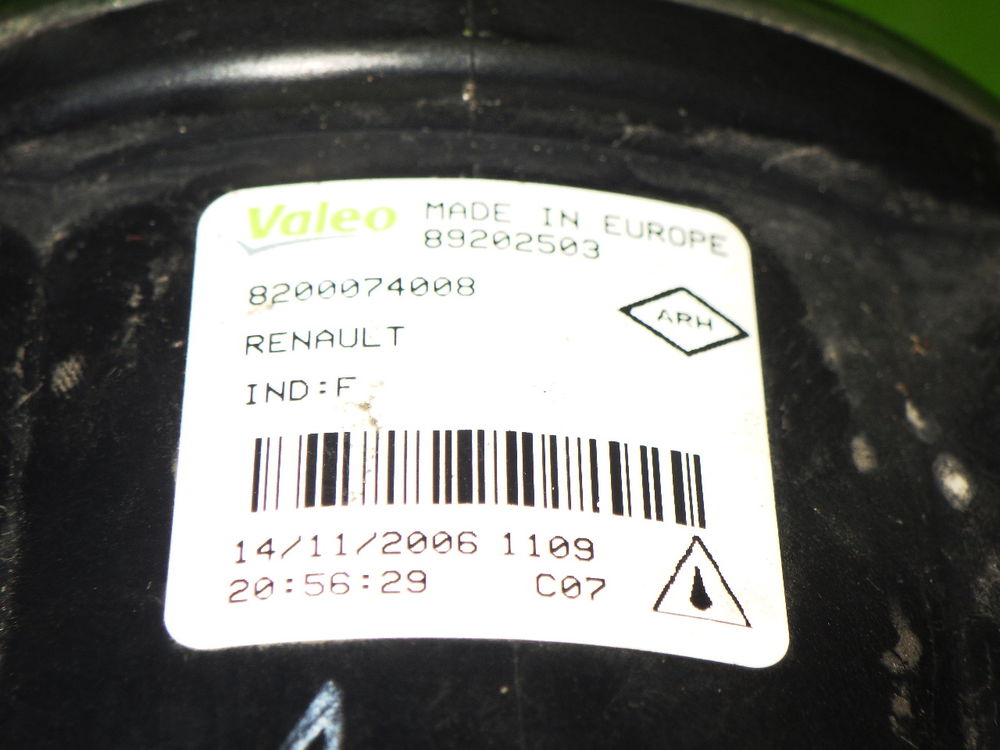 Valeo MADE IN EUROPE
89202503
8200074008
ARH
RENAULT
IND:F
14/11/2006 1109
20:56:29 C07